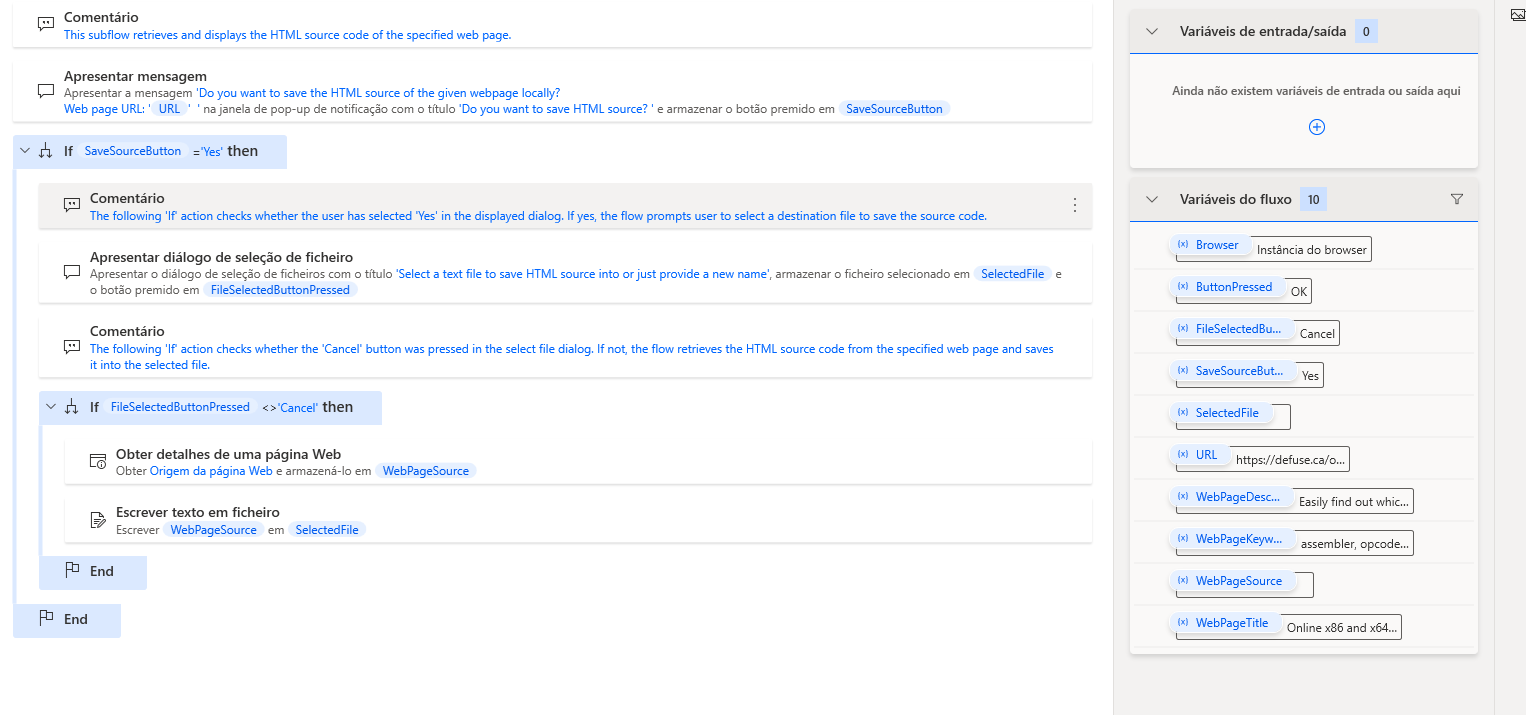 Comentário
This subflow retrieves and displays the HTML source code of the specified web page.
Apresentar mensagem
Apresentar a mensagem 'Do you want to save the HTML source of the given webpage locally?
Web page URL: ' URL ' ' na janela de pop-up de notificação com o título 'Do you want to save HTML source? ' e armazenar o botão premido em SaveSourceButton
If SaveSourceButton ='Yes' then
Comentário
The following 'If' action checks whether the user has selected 'Yes' in the displayed dialog. If yes, the flow prompts user to select a destination file to save the source code.
Apresentar diálogo de seleção de ficheiro
Apresentar o diálogo de seleção de ficheiros com o título 'Select a text file to save HTML source into or just provide a new name', armazenar o ficheiro selecionado em SelectedFile e
o botão premido em FileSelectedButtonPressed
Comentário
The following 'If' action checks whether the 'Cancel' button was pressed in the select file dialog. If not, the flow retrieves the HTML source code from the specified web page and saves
it into the selected file.
If FileSelectedButtonPressed <>'Cancel' then
Obter detalhes de uma página Web
Obter Origem da página Web e armazená-lo em WebPageSource
Escrever texto em ficheiro
Escrever WebPageSource em SelectedFile
End
End
Variáveis de entrada/saída 0
Ainda não existem variáveis de entrada ou saída aqui
Variáveis do fluxo 10
(x) Browser Instância do browser
(x) ButtonPressed OK
(x) FileSelectedBu... Cancel
(x) SaveSourceBut... Yes
(x) SelectedFile
(x) URL https://defuse.ca/o...
(x) WebPageDesc... Easily find out whic...
(x) WebPageKeyw... assembler, opcode...
(x) WebPageSource
(x) WebPageTitle Online x86 and x64...